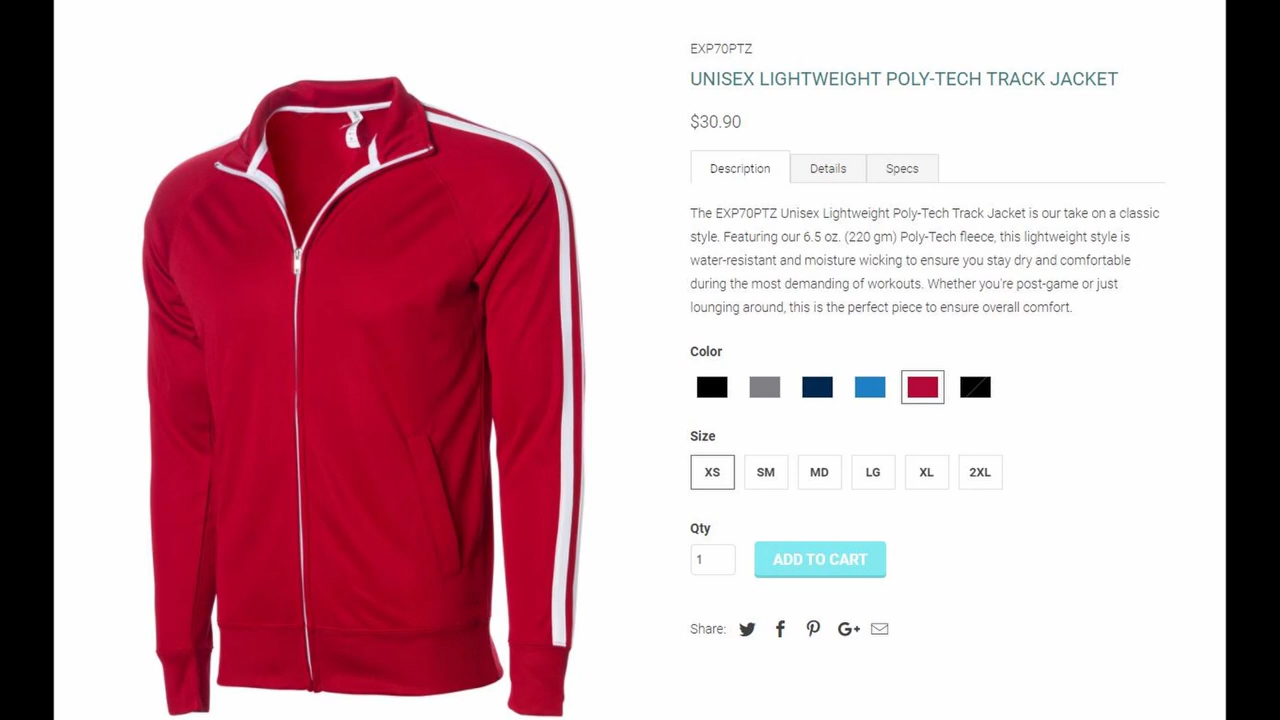 EXP70PTZ
UNISEX LIGHTWEIGHT POLY-TECH TRACK JACKET
$30.90
Description
Details
Specs
The EXP70PTZ Unisex Lightweight Poly-Tech Track Jacket is our take on a classic
style. Featuring our 6.5 oz. (220 gm) Poly-Tech fleece, this lightweight style is
water-resistant and moisture wicking to ensure you stay dry and comfortable
during the most demanding of workouts. Whether you're post-game or just
lounging around, this is the perfect piece to ensure overall comfort.
Color
Size
XS SM MD LG XL 2XL
Qty
1 ADD TO CART
Share: